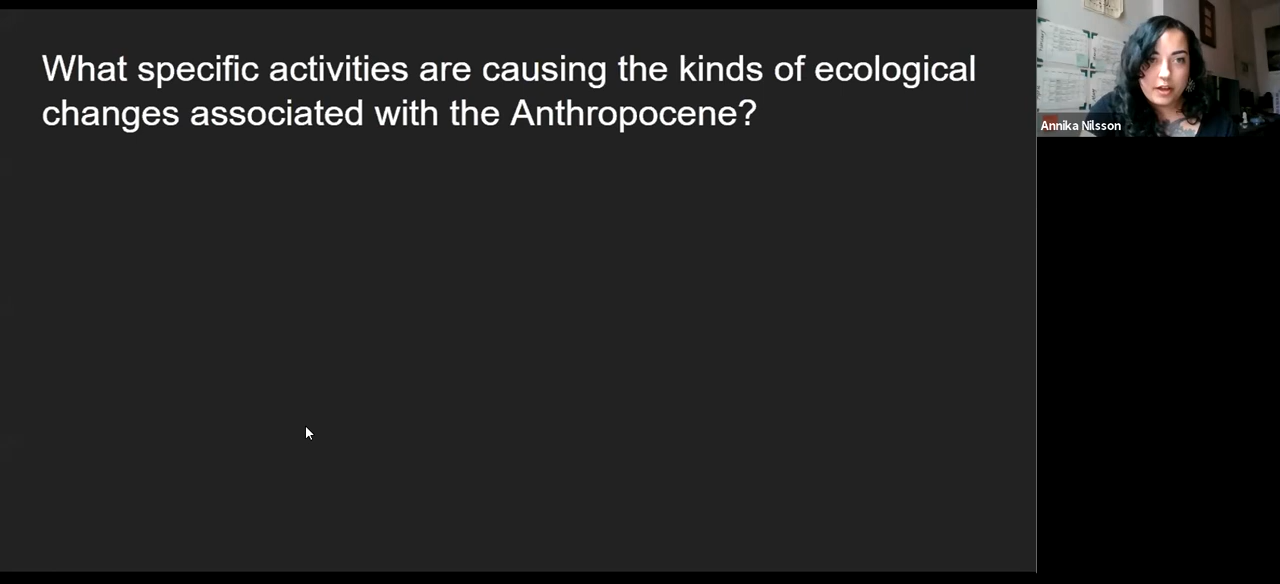 What specific activities are causing the kinds of ecological
changes associated with the Anthropocene?
Annika Nilsson